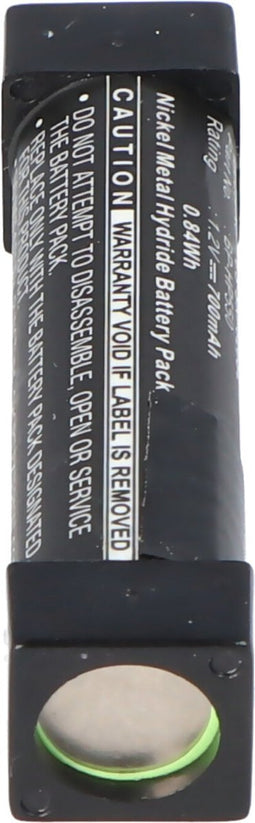 Rating 1.2V⎓700mAh
0.84Wh
Nickel Metal Hydride Battery Pack
CAUTION WARRANTY VOID IF LABEL IS REMOVED
• DO NOT ATTEMPT TO DISASSEMBLE, OPEN OR SERVICE
THE BATTERY PACK.
• REPLACE ONLY WITH THE BATTERY PACK DESIGNATED